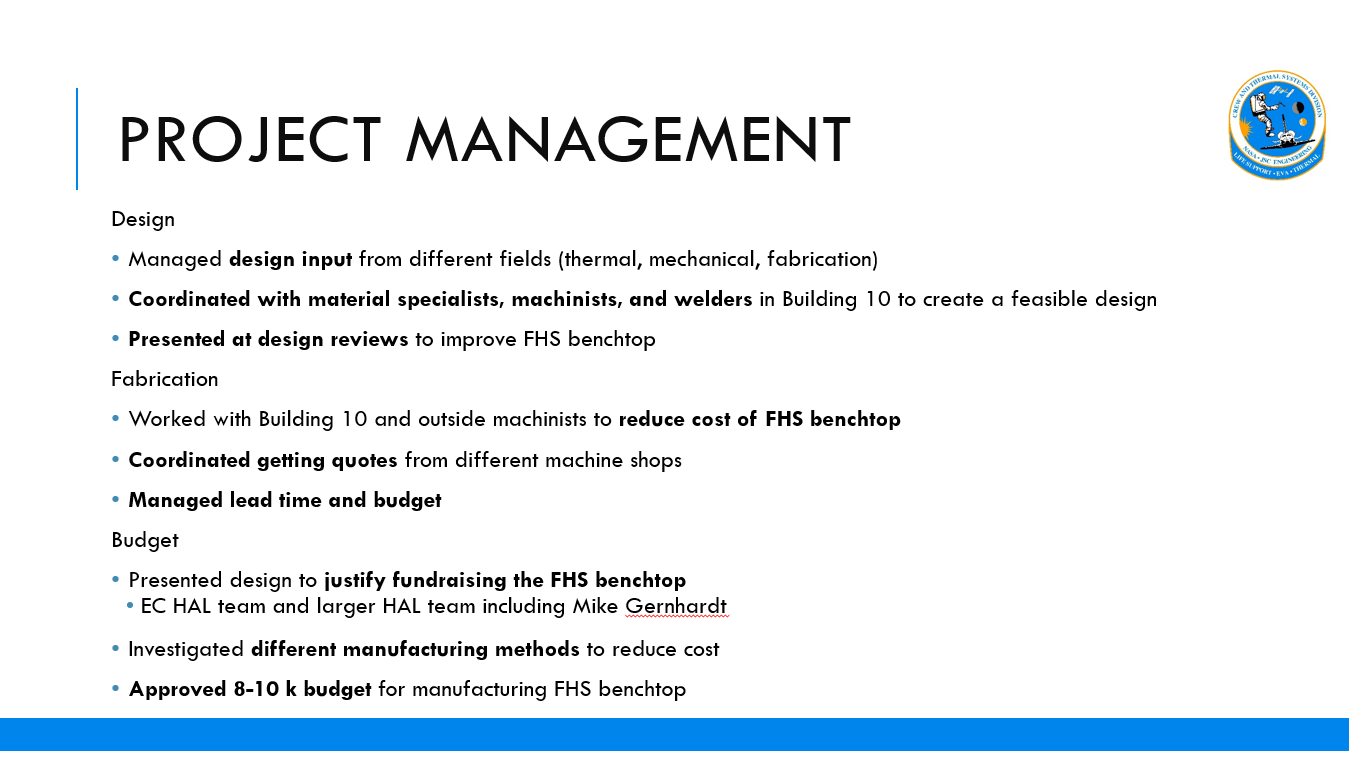 PROJECT MANAGEMENT
CREW AND THERMAL SYSTEMS DIVISION
NASA • JSC ENGINEERING
LIFE SUPPORT • EVA • THERMAL
Design
• Managed design input from different fields (thermal, mechanical, fabrication)
• Coordinated with material specialists, machinists, and welders in Building 10 to create a feasible design
• Presented at design reviews to improve FHS benchtop
Fabrication
• Worked with Building 10 and outside machinists to reduce cost of FHS benchtop
• Coordinated getting quotes from different machine shops
• Managed lead time and budget
Budget
• Presented design to justify fundraising the FHS benchtop
• EC HAL team and larger HAL team including Mike Gernhardt
• Investigated different manufacturing methods to reduce cost
• Approved 8-10 k budget for manufacturing FHS benchtop